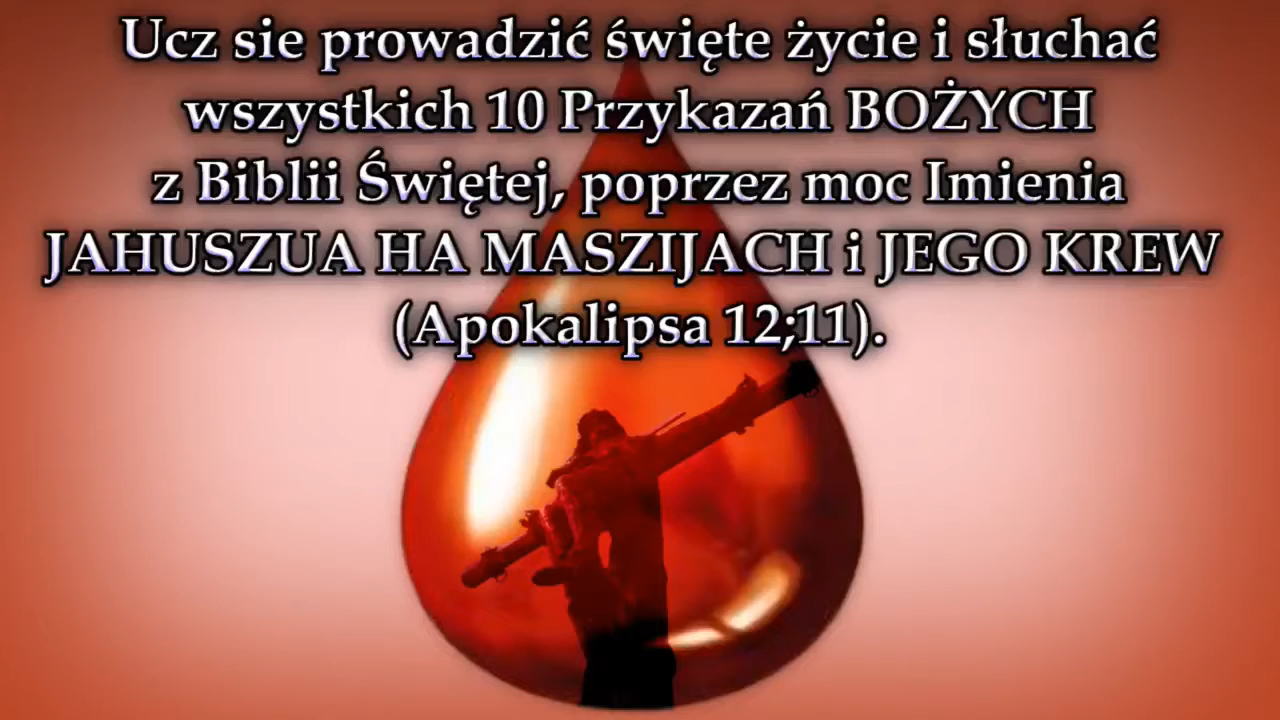 Ucz sie prowadzić święte życie i słuchać
wszystkich 10 Przykazań BOŻYCH
z Biblii Świętej, poprzez moc Imienia
JAHUSZUA HA MASZIJACH i JEGO KREW
(Apokalipsa 12;11).